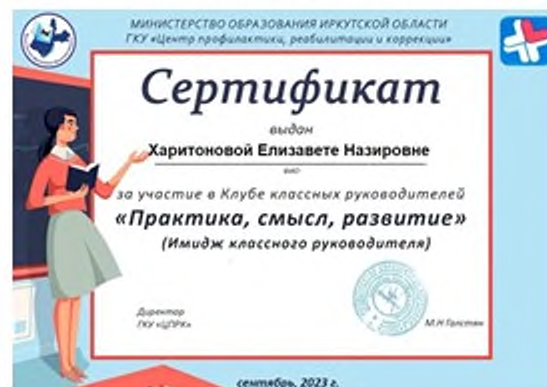 МИНИСТЕРСТВО ОБРАЗОВАНИЯ ИРКУТСКОЙ ОБЛАСТИ
ГКУ «Центр профилактики, реабилитации и коррекции»
Сертификат
выдан
Харитоновой Елизавете Назировне
ФИО
за участие в Клубе классных руководителей
«Практика, смысл, развитие»
(Имидж классного руководителя)
Директор
ГКУ «ЦПРК»
М.Н.Толстян
сентябрь, 2023 г.